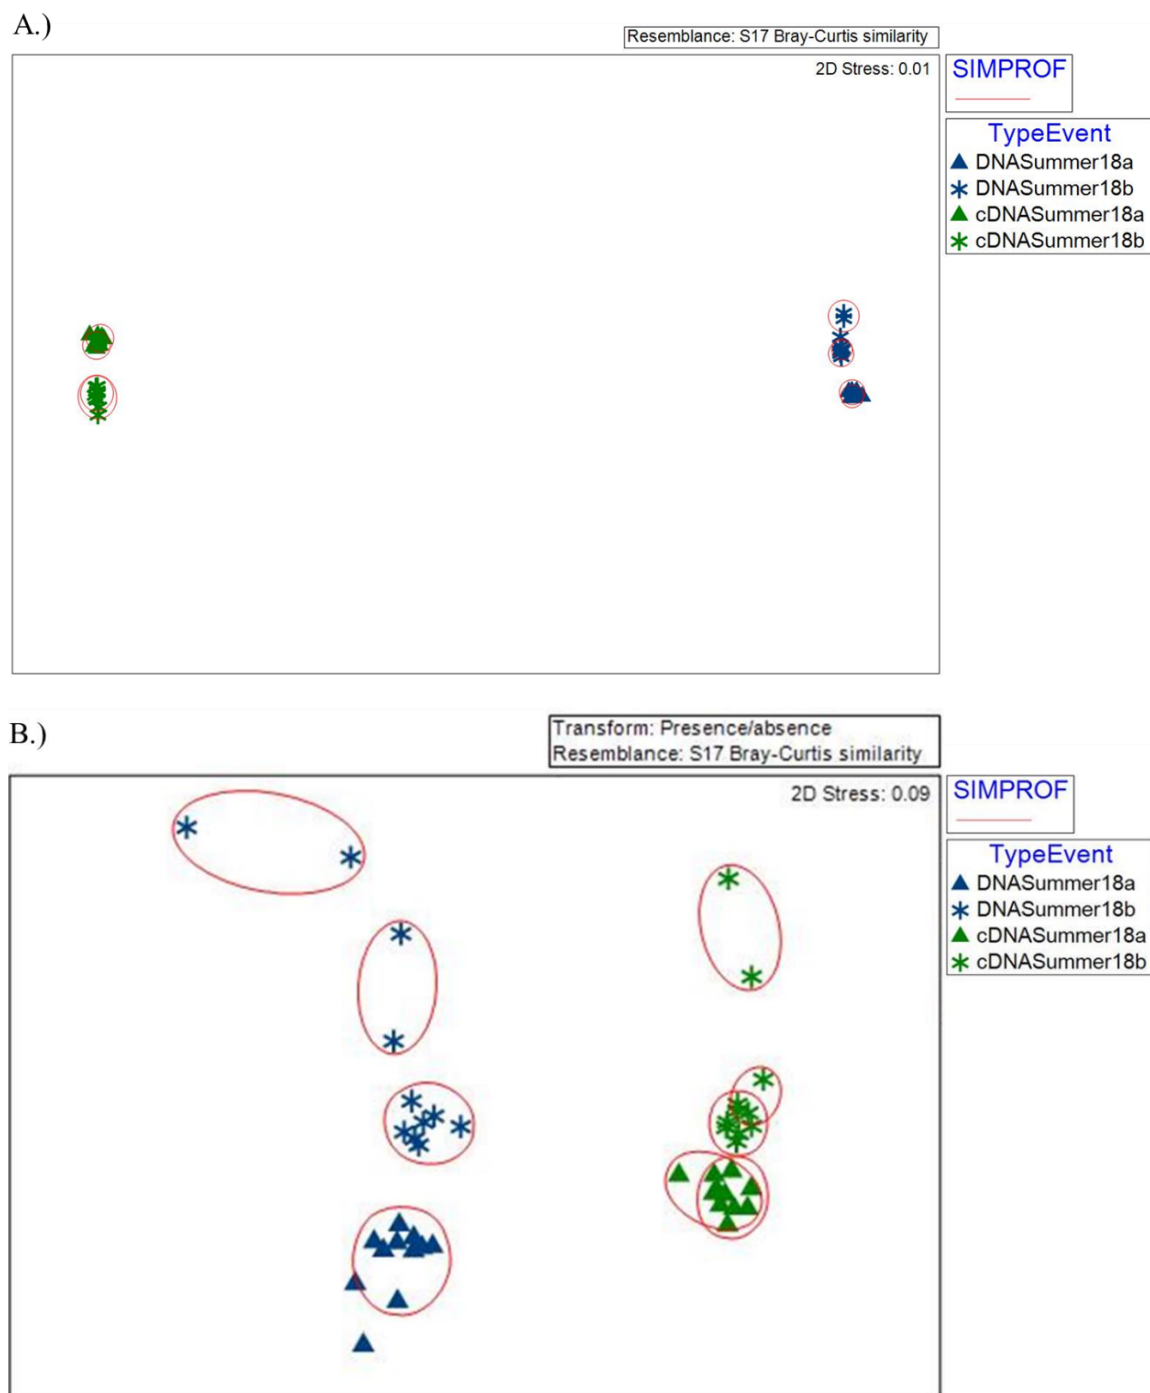 A.)
Resemblance: S17 Bray-Curtis similarity
2D Stress: 0.01
SIMPROF
TypeEvent
DNASummer18a
DNASummer18b
cDNASummer18a
cDNASummer18b
B.)
Transform: Presence/absence
Resemblance: S17 Bray-Curtis similarity
2D Stress: 0.09
SIMPROF
TypeEvent
DNASummer18a
DNASummer18b
cDNASummer18a
cDNASummer18b